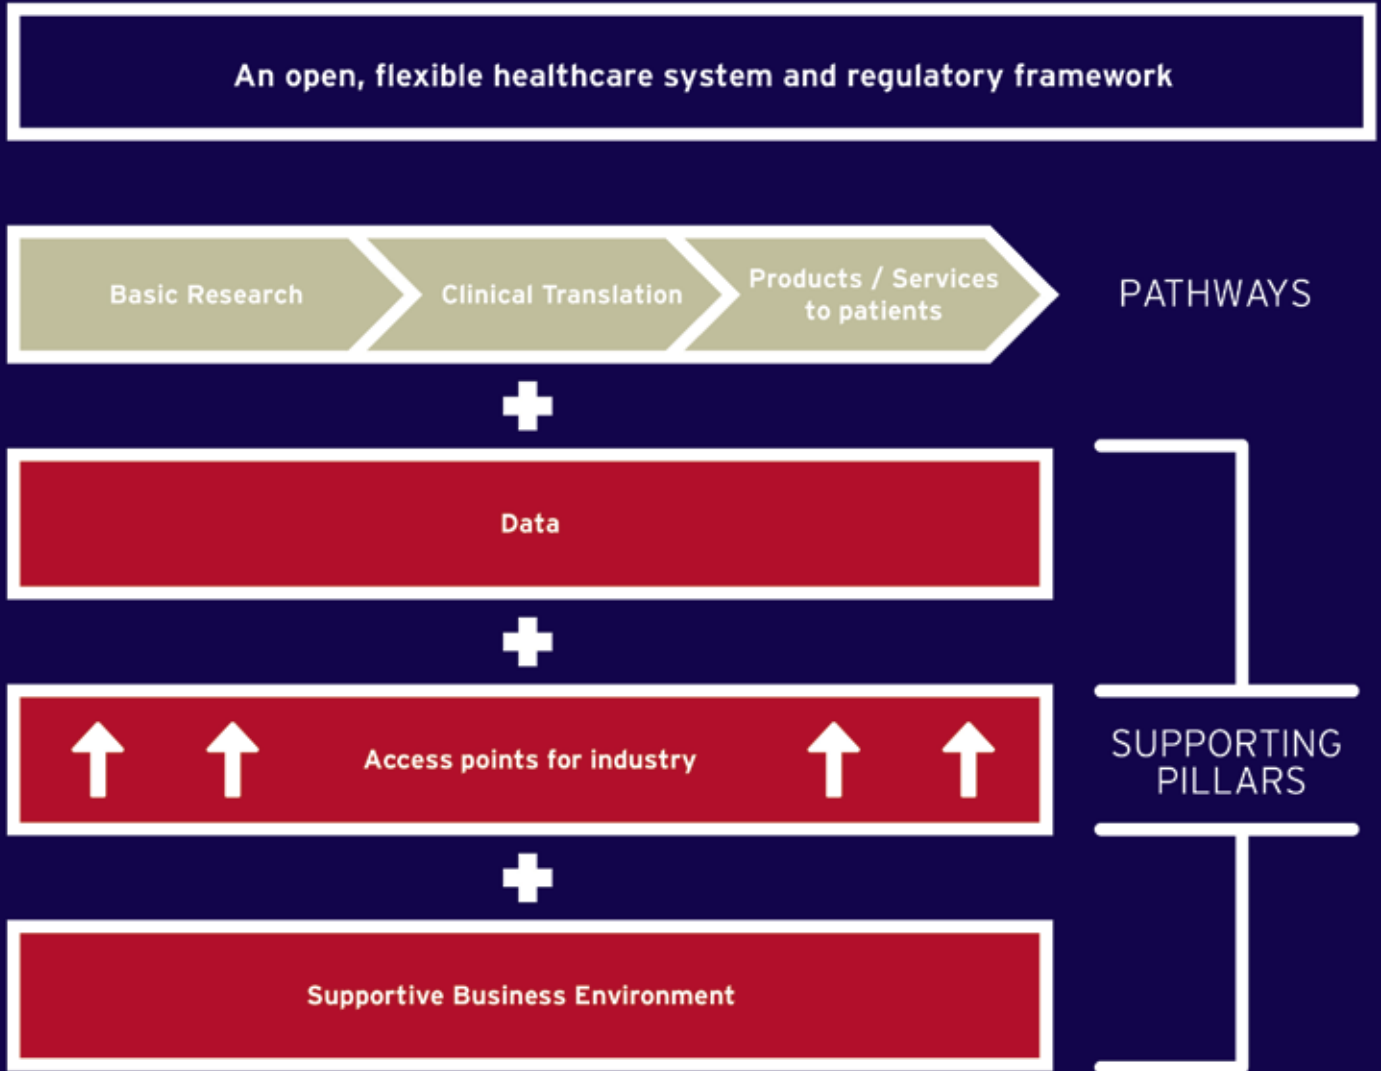 An open, flexible healthcare system and regulatory framework
Basic Research
Clinical Translation
Products / Services
to patients
PATHWAYS
Data
Access points for industry
SUPPORTING
PILLARS
Supportive Business Environment